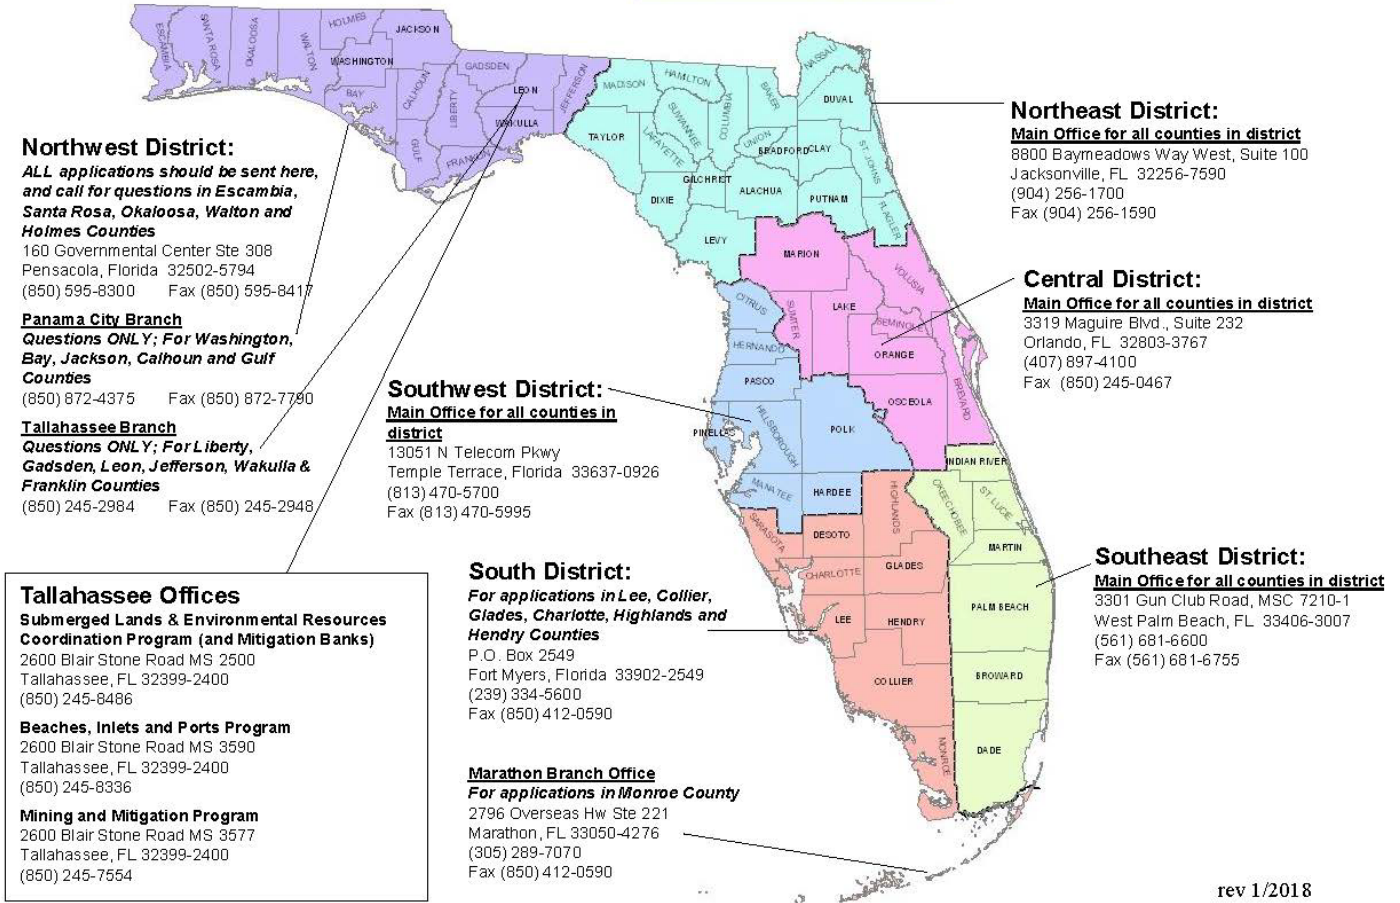 Northwest District:
ALL applications should be sent here,
and call for questions in Escambia,
Santa Rosa, Okaloosa, Walton and
Holmes Counties
160 Governmental Center Ste 308
Pensacola, Florida 32502-5794
(850) 595-8300 Fax (850) 595-8417
Panama City Branch
Questions ONLY; For Washington,
Bay, Jackson, Calhoun and Gulf
Counties
(850) 872-4375 Fax (850) 872-7790
Tallahassee Branch
Questions ONLY; For Liberty,
Gadsden, Leon, Jefferson, Wakulla &
Franklin Counties
(850) 245-2984 Fax (850) 245-2948
Tallahassee Offices
Submerged Lands & Environmental Resources
Coordination Program (and Mitigation Banks)
2600 Blair Stone Road MS 2500
Tallahassee, FL 32399-2400
(850) 245-8486
Beaches, Inlets and Ports Program
2600 Blair Stone Road MS 3590
Tallahassee, FL 32399-2400
(850) 245-8336
Mining and Mitigation Program
2600 Blair Stone Road MS 3577
Tallahassee, FL 32399-2400
(850) 245-7554
Southwest District:
Main Office for all counties in
district
13051 N Telecom Pkwy
Temple Terrace, Florida 33637-0926
(813) 470-5700
Fax (813) 470-5995
South District:
For applications in Lee, Collier,
Glades, Charlotte, Highlands and
Hendry Counties
P.O. Box 2549
Fort Myers, Florida 33902-2549
(239) 334-5600
Fax (850) 412-0590
Marathon Branch Office
For applications in Monroe County
2796 Overseas Hw Ste 221
Marathon, FL 33050-4276
(305) 289-7070
Fax (850) 412-0590
Northeast District:
Main Office for all counties in district
8800 Baymeadows Way West, Suite 100
Jacksonville, FL 32256-7590
(904) 256-1700
Fax (904) 256-1590
Central District:
Main Office for all counties in district
3319 Maguire Blvd., Suite 232
Orlando, FL 32803-3767
(407) 897-4100
Fax (850) 245-0467
Southeast District:
Main Office for all counties in district
3301 Gun Club Road, MSC 7210-1
West Palm Beach, FL 33406-3007
(561) 681-6600
Fax (561) 681-6755
ESCAMBIA
SANTA ROSA
OKALOOSA
WALTON
HOLMES
JACKSON
WASHINGTON
BAY
CALHOUN
GULF
LIBERTY
GADSDEN
LEON
WAKULLA
FRANKLIN
JEFFERSON
MADISON
HAMILTON
TAYLOR
SUWANNEE
LAFAYETTE
COLUMBIA
BAKER
NASSAU
DUVAL
UNION
BRADFORD
CLAY
ST. JOHNS
GILCHRIST
ALACHUA
PUTNAM
FLAGLER
DIXIE
LEVY
MARION
VOLUSIA
CITRUS
SUMTER
LAKE
SEMINOLE
ORANGE
HERNANDO
PASCO
OSCEOLA
BREVARD
PINELLAS
HILLSBOROUGH
POLK
INDIAN RIVER
MANATEE
HARDEE
HIGHLANDS
OKEECHOBEE
ST. LUCIE
SARASOTA
DESOTO
MARTIN
CHARLOTTE
GLADES
PALM BEACH
LEE
HENDRY
COLLIER
BROWARD
MONROE
DADE
rev 1/2018